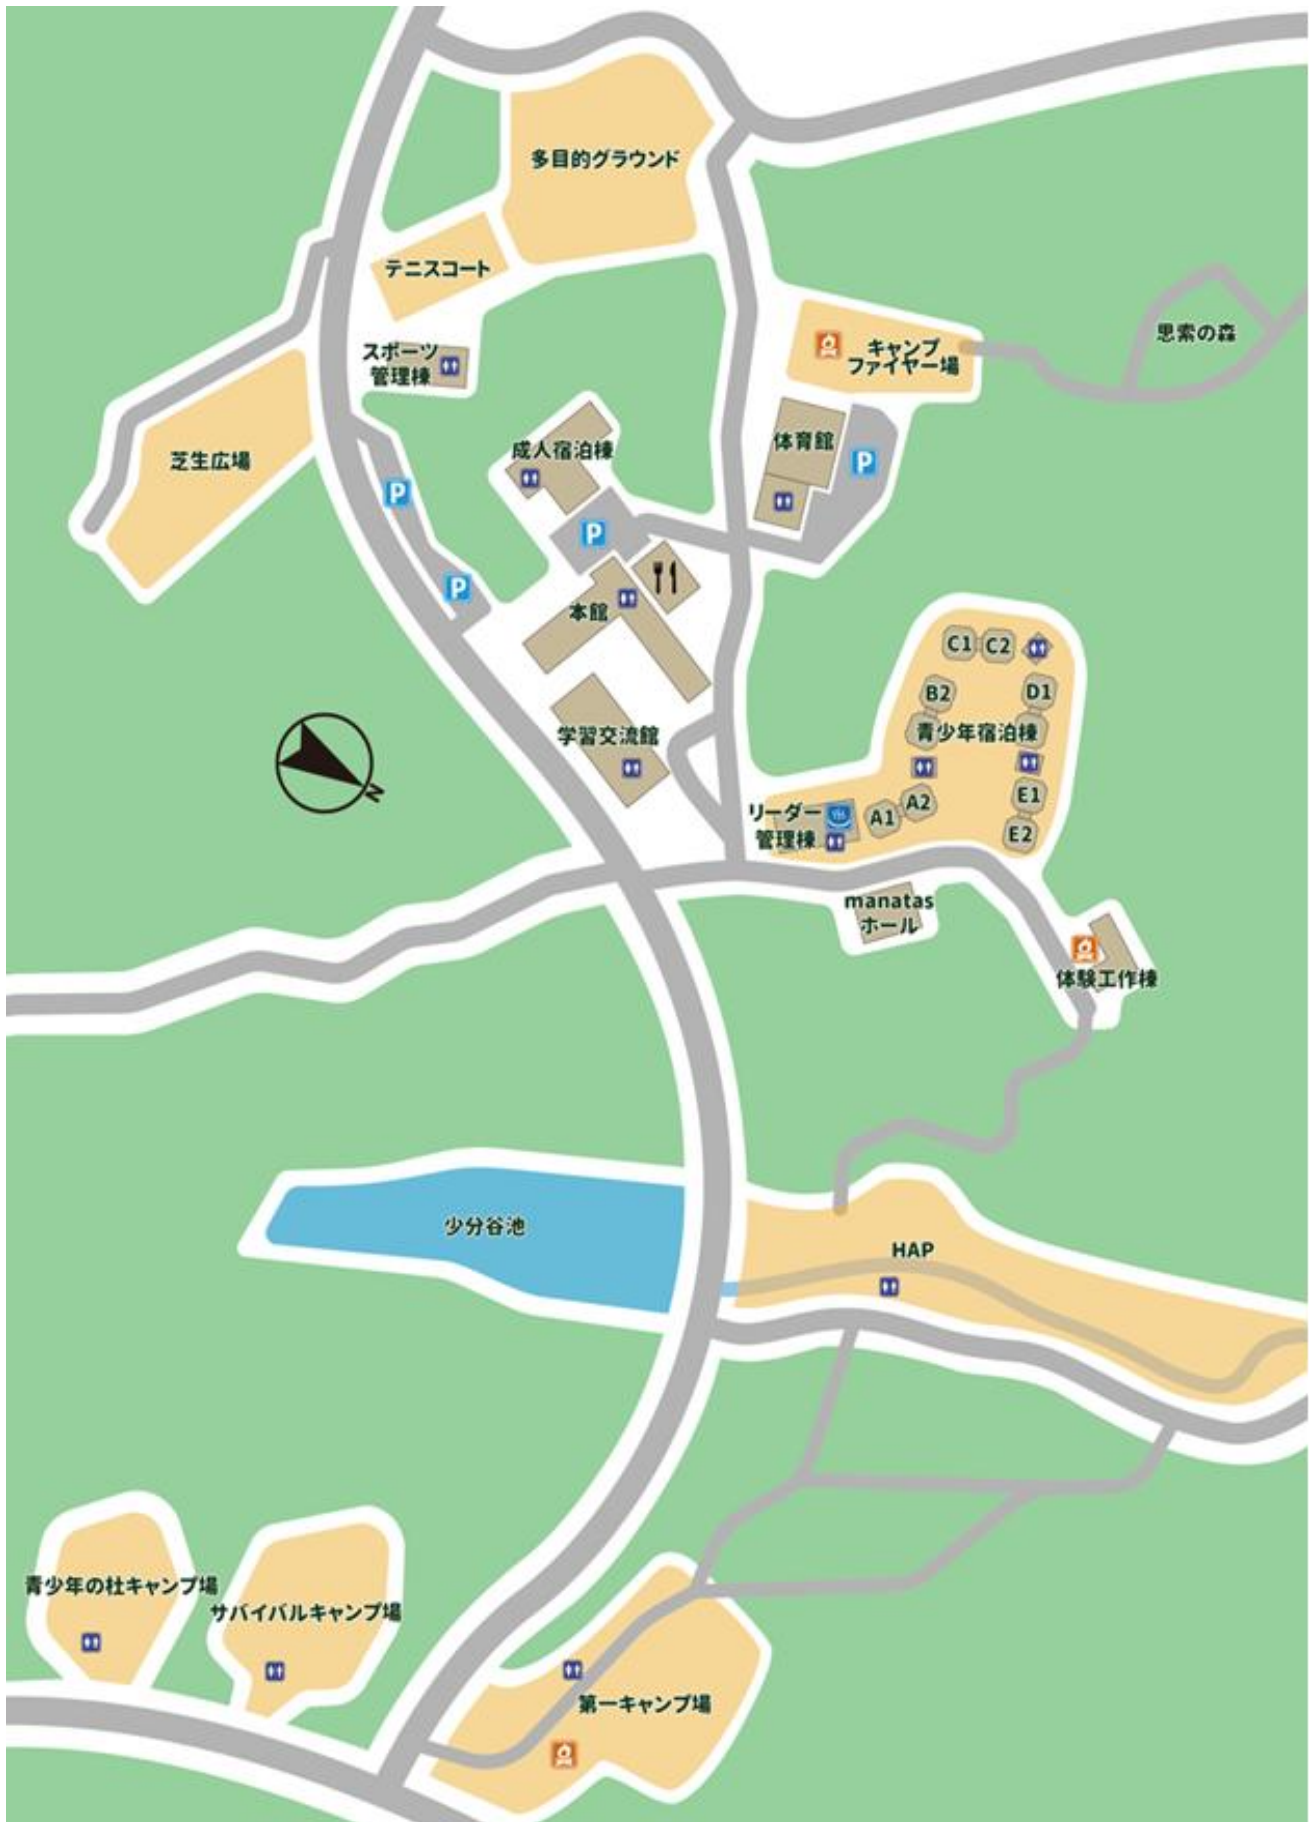 多目的グラウンド
テニスコート
スポーツ
管理棟
キャンプ
ファイヤー場
思索の森
芝生広場
成人宿泊棟
体育館
P
P
P
P
本館
C1
C2
B2
D1
学習交流館
青少年宿泊棟
N
リーダー
管理棟
A1
A2
E1
E2
manatas
ホール
体験工作棟
少分谷池
HAP
青少年の杜キャンプ場
サバイバルキャンプ場
第一キャンプ場